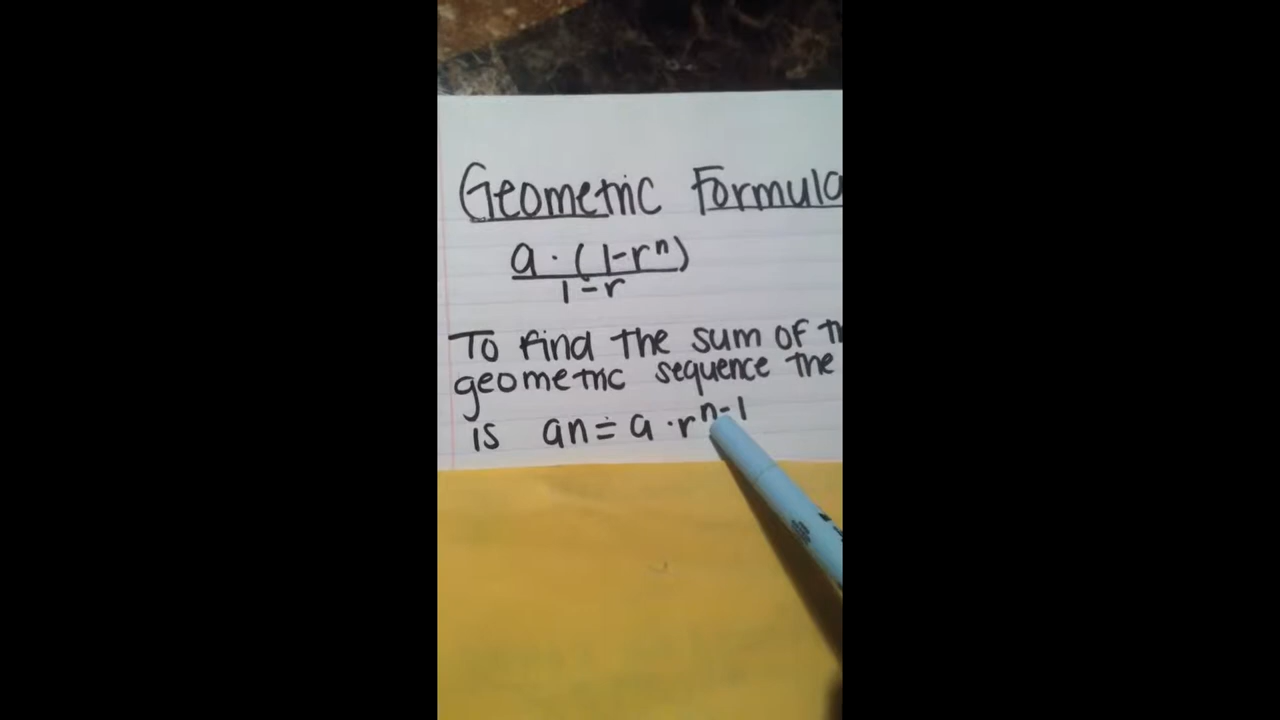 Geometric Formula
a · (1-rⁿ)
1-r
To find the sum of
geometric sequence the
is an = a · rⁿ⁻¹